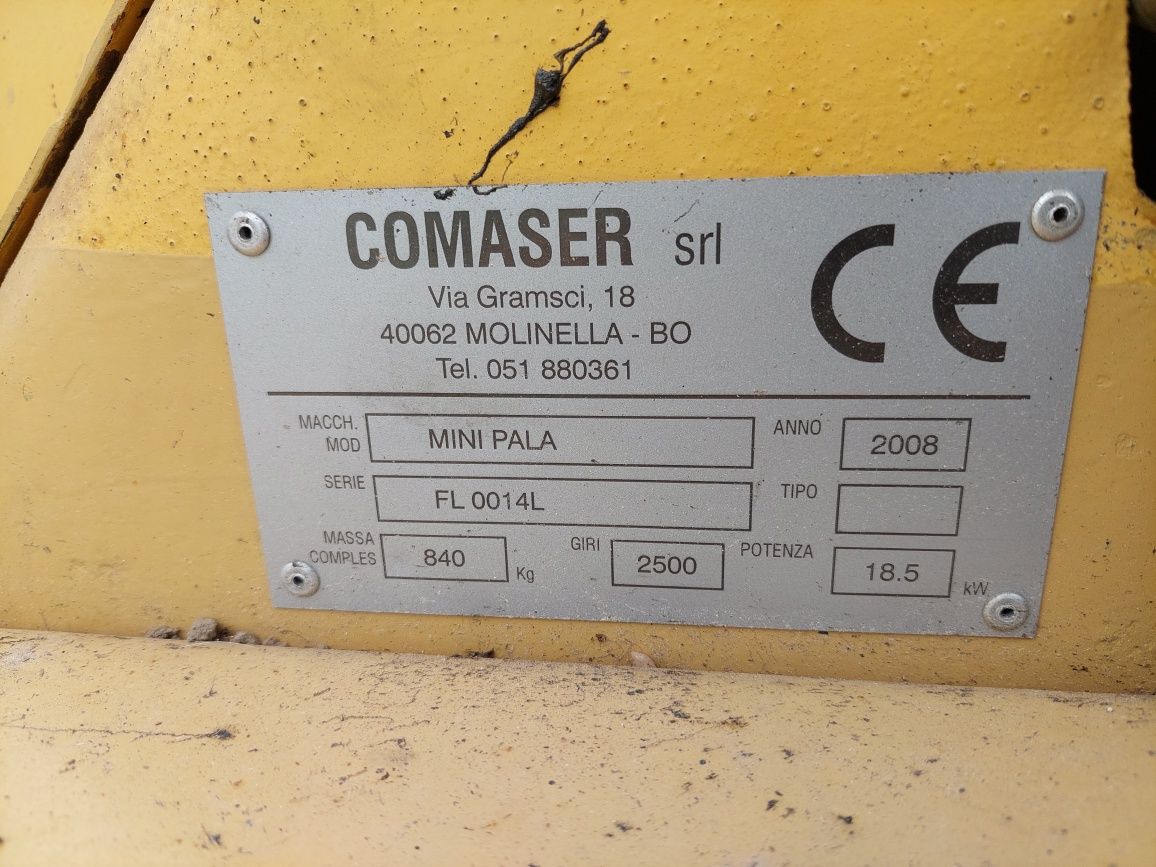 COMASER srl
Via Gramsci, 18
40062 MOLINELLA - BO
Tel. 051 880361
CE
MACCH. MOD MINI PALA ANNO 2008
SERIE FL 0014L TIPO
MASSA COMPLES 840 Kg GIRI 2500 POTENZA 18.5 kW